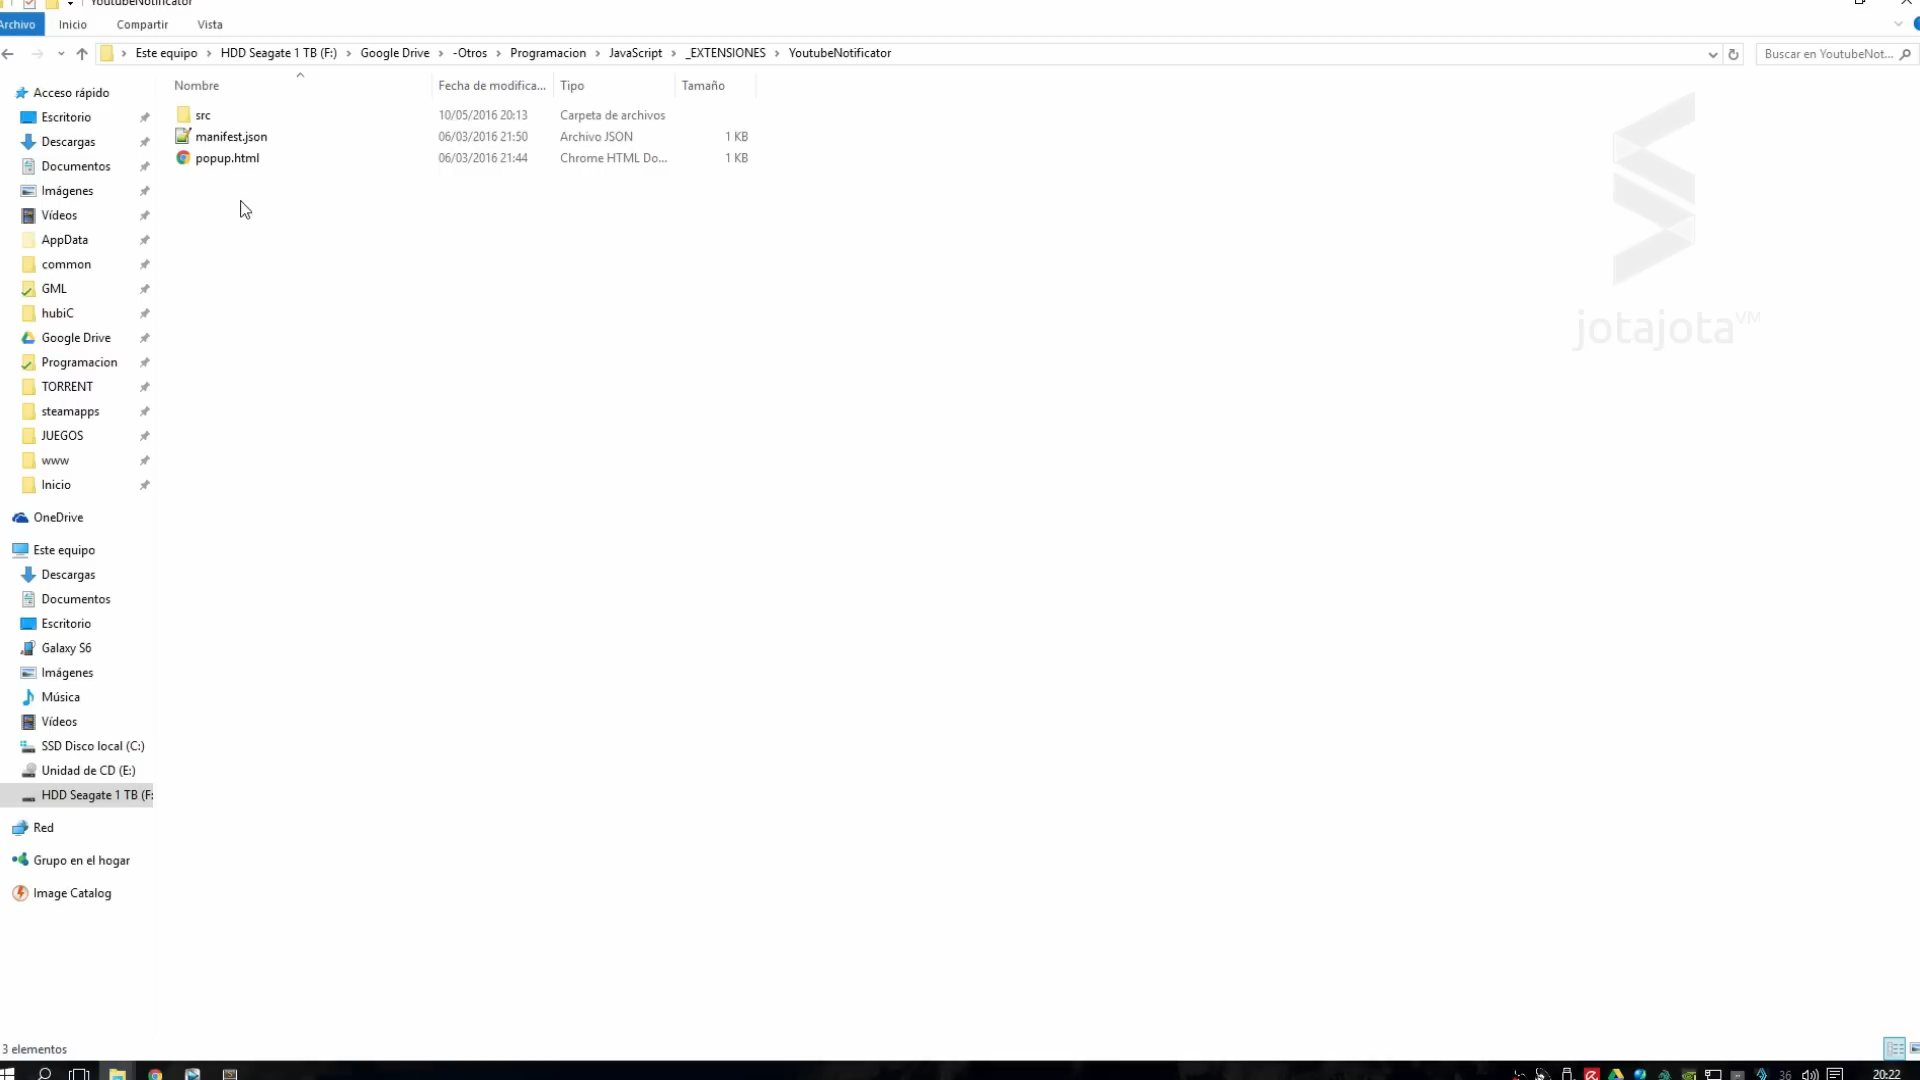 YoutubeNotificator
Archivo Inicio Compartir Vista
Este equipo HDD Seagate 1 TB (F:) Google Drive -Otros Programacion JavaScript _EXTENSIONES YoutubeNotificator
Buscar en YoutubeNot...
Nombre Fecha de modifica... Tipo Tamaño
src 10/05/2016 20:13 Carpeta de archivos
manifest.json 06/03/2016 21:50 Archivo JSON 1 KB
popup.html 06/03/2016 21:44 Chrome HTML Do... 1 KB
Acceso rápido
Escritorio
Descargas
Documentos
Imágenes
Vídeos
AppData
common
GML
hubiC
Google Drive
Programacion
TORRENT
steamapps
JUEGOS
www
Inicio
OneDrive
Este equipo
Descargas
Documentos
Escritorio
Galaxy S6
Imágenes
Música
Vídeos
SSD Disco local (C:)
Unidad de CD (E:)
HDD Seagate 1 TB (F:
Red
Grupo en el hogar
Image Catalog
jotajota VM
3 elementos
36
20:22